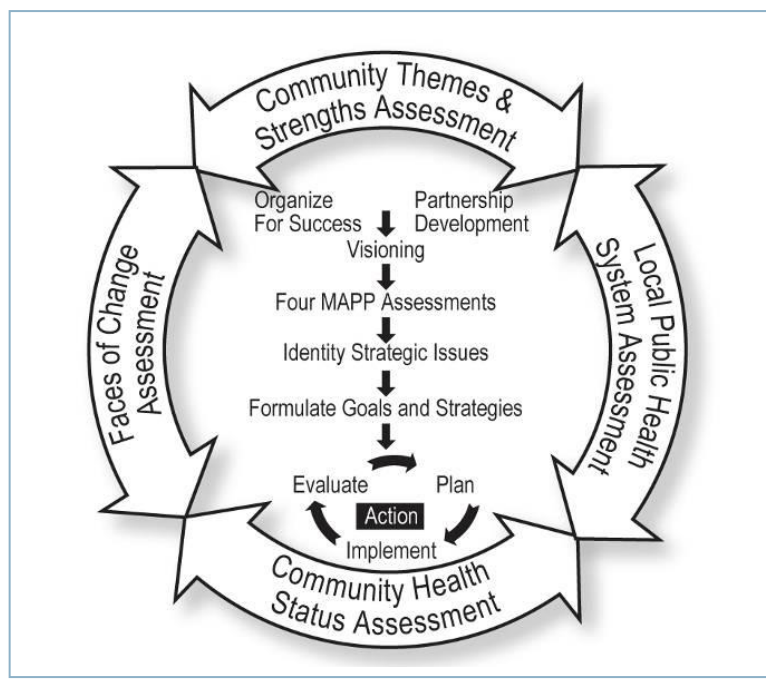 Community Themes &
Strengths Assessment
Organize
For Success
Partnership
Development
Visioning
Four MAPP Assessments
Identity Strategic Issues
Formulate Goals and Strategies
Evaluate
Plan
Action
Implement
Faces of Change
Assessment
Local Public Health
System Assessment
Community Health
Status Assessment